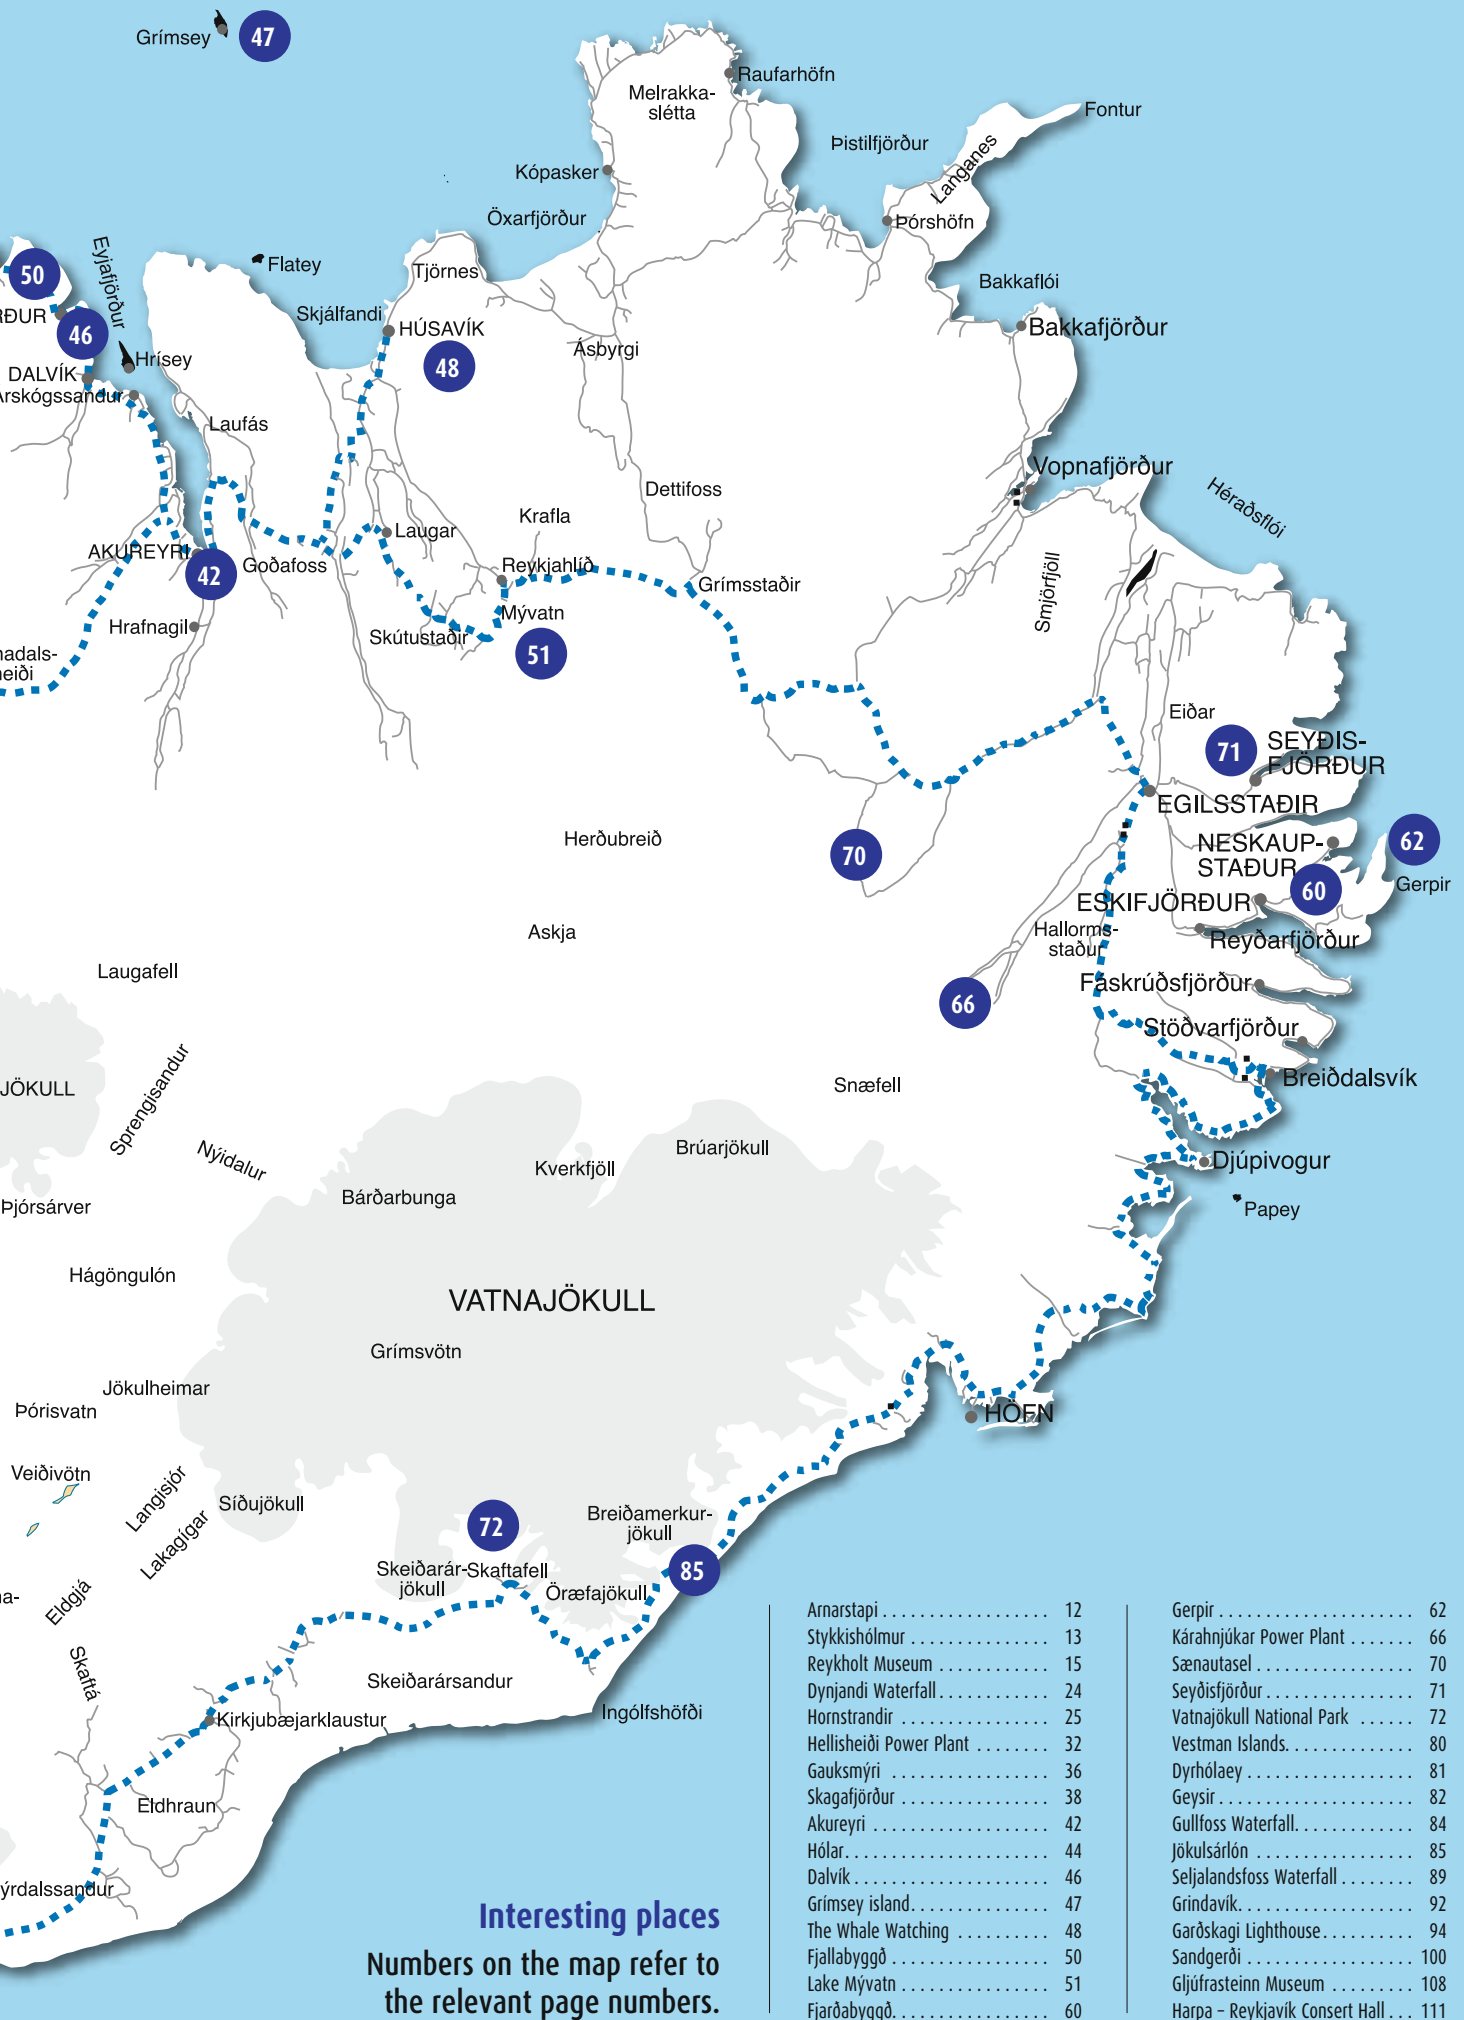 Grímsey
47
Raufarhöfn
Melrakka-
slétta
Fontur
Þistilfjörður
Langanes
Kópasker
Öxarfjörður
Þórshöfn
Eyjafjörður
50
Flatey
Tjörnes
Bakkaflói
Skjálfandi
RÐUR
46
HÚSAVÍK
Bakkafjörður
Ásbyrgi
Hrísey
48
DALVÍK
Árskógssandur
Laufás
Vopnafjörður
Héraðsflói
Dettifoss
Krafla
Laugar
AKUREYRI
42
Goðafoss
Reykjahlíð
Grímsstaðir
Smjörfjöll
Mývatn
Hrafnagil
Skútustaðir
51
nadals-
heiði
Eiðar
71
SEYÐIS-
FJÖRÐUR
EGILSSTAÐIR
Herðubreið
70
NESKAUP-
STAÐUR
62
Gerpir
60
ESKIFJÖRÐUR
Askja
Hallorms-
staður
Reyðarfjörður
Laugafell
Fáskrúðsfjörður
66
Stöðvarfjörður
JÖKULL
Sprengisandur
Snæfell
Breiðdalsvík
Nýidalur
Brúarjökull
Kverkfjöll
Djúpivogur
Bárðarbunga
Þjórsárver
Papey
Hágöngulón
VATNAJÖKULL
Grímsvötn
Jökulheimar
Þórisvatn
HÖFN
Veiðivötn
Langisjór
Síðujökull
Lakagígar
72
Breiðamerkur-
jökull
Skeiðarár-
jökull
Skaftafell
85
Öræfajökull
na-
Eldgjá
Skaftá
Skeiðarársandur
Ingólfshöfði
Kirkjubæjarklaustur
Eldhraun
ýrdalssandur
Interesting places
Numbers on the map refer to
the relevant page numbers.
Arnarstapi . . . . . . . . . . . . . . . . . . 12
Stykkishólmur . . . . . . . . . . . . . . . 13
Reykholt Museum . . . . . . . . . . . . 15
Dynjandi Waterfall . . . . . . . . . . . . 24
Hornstrandir . . . . . . . . . . . . . . . . 25
Hellisheiði Power Plant . . . . . . . . 32
Gauksmýri . . . . . . . . . . . . . . . . . 36
Skagafjörður . . . . . . . . . . . . . . . . 38
Akureyri . . . . . . . . . . . . . . . . . . . 42
Hólar. . . . . . . . . . . . . . . . . . . . . . 44
Dalvík . . . . . . . . . . . . . . . . . . . . . 46
Grímsey island. . . . . . . . . . . . . . . 47
The Whale Watching . . . . . . . . . . 48
Fjallabyggð . . . . . . . . . . . . . . . . . 50
Lake Mývatn . . . . . . . . . . . . . . . . 51
Fjarðabyggð. . . . . . . . . . . . . . . . . 60
Gerpir . . . . . . . . . . . . . . . . . . . . . 62
Kárahnjúkar Power Plant . . . . . . . 66
Sænautasel . . . . . . . . . . . . . . . . . 70
Seyðisfjörður . . . . . . . . . . . . . . . . 71
Vatnajökull National Park . . . . . . 72
Vestman Islands. . . . . . . . . . . . . . 80
Dyrhólaey . . . . . . . . . . . . . . . . . . 81
Geysir . . . . . . . . . . . . . . . . . . . . . 82
Gullfoss Waterfall. . . . . . . . . . . . . 84
Jökulsárlón . . . . . . . . . . . . . . . . . 85
Seljalandsfoss Waterfall . . . . . . . . 89
Grindavík. . . . . . . . . . . . . . . . . . . 92
Garðskagi Lighthouse. . . . . . . . . . 94
Sandgerði . . . . . . . . . . . . . . . . . . 100
Gljúfrasteinn Museum . . . . . . . . . 108
Harpa – Reykjavík Consert Hall . . . 111